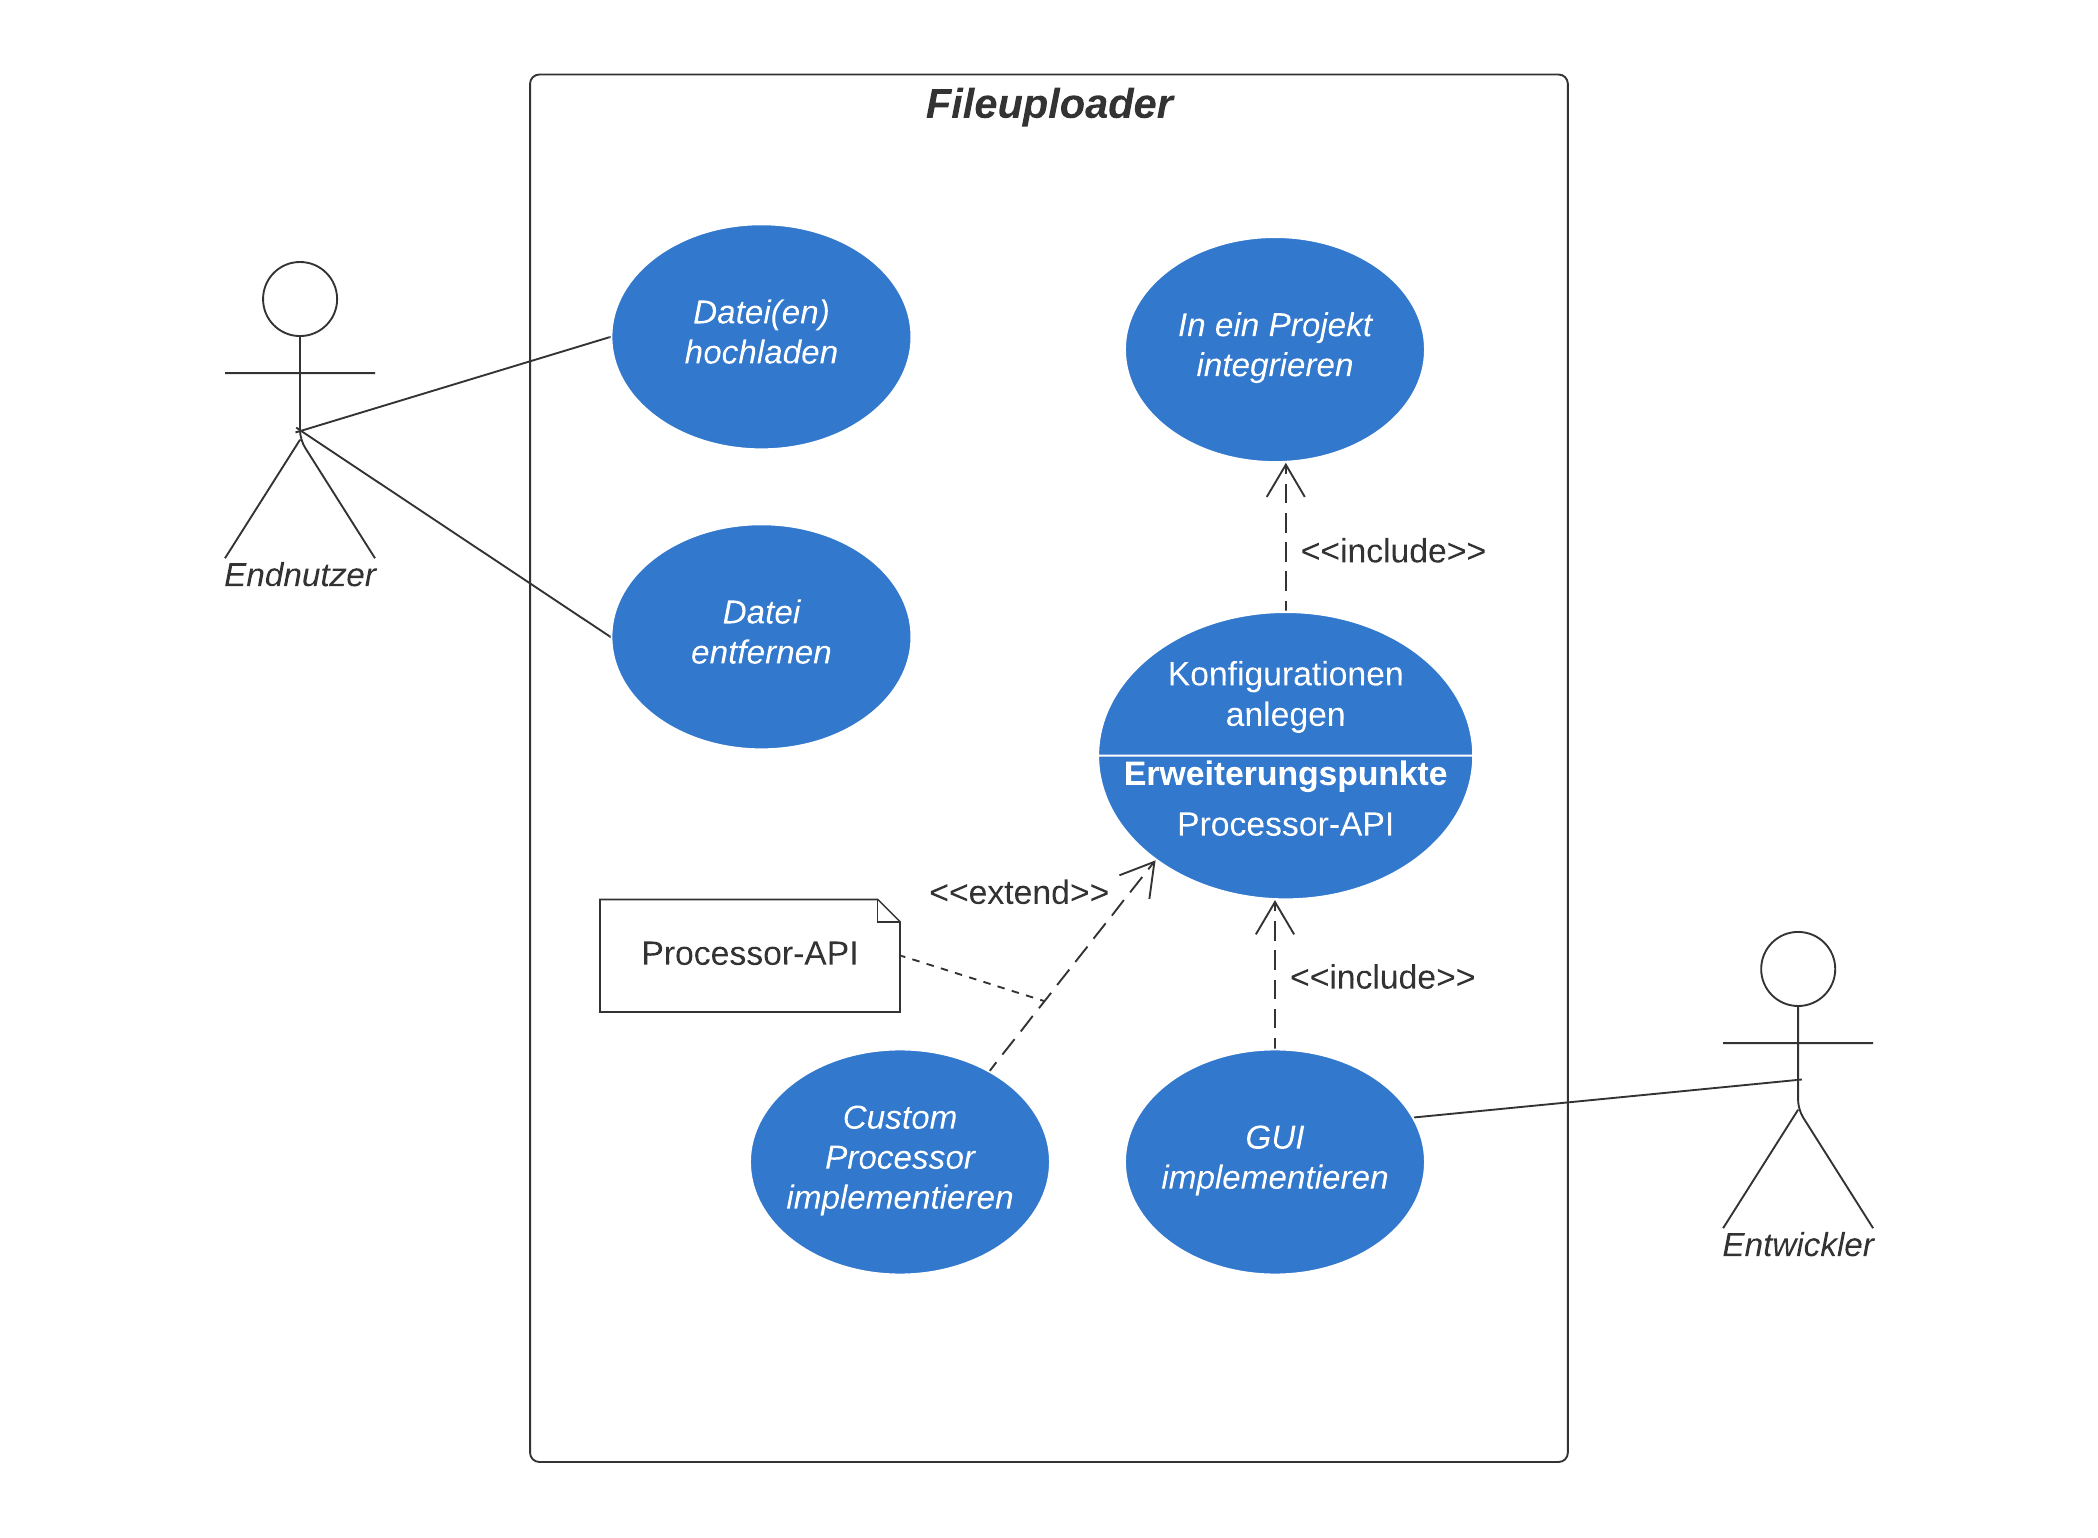 Fileuploader
Datei(en)
hochladen
In ein Projekt
integrieren
<<include>>
Endnutzer
Datei
entfernen
Konfigurationen
anlegen
Erweiterungspunkte
Processor-API
<<extend>>
Processor-API
<<include>>
Custom
Processor
implementieren
GUI
implementieren
Entwickler